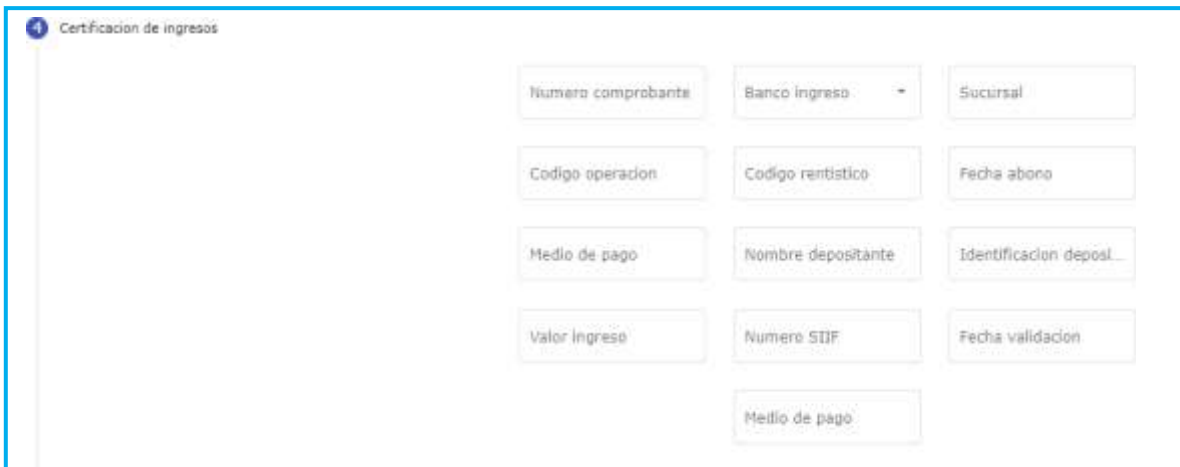 4 Certificacion de ingresos
Numero comprobante Banco ingreso Sucursal
Codigo operacion Codigo rentistico Fecha abono
Medio de pago Nombre depositante Identificacion deposi...
Valor ingreso Numero SIIF Fecha validacion
Medio de pago